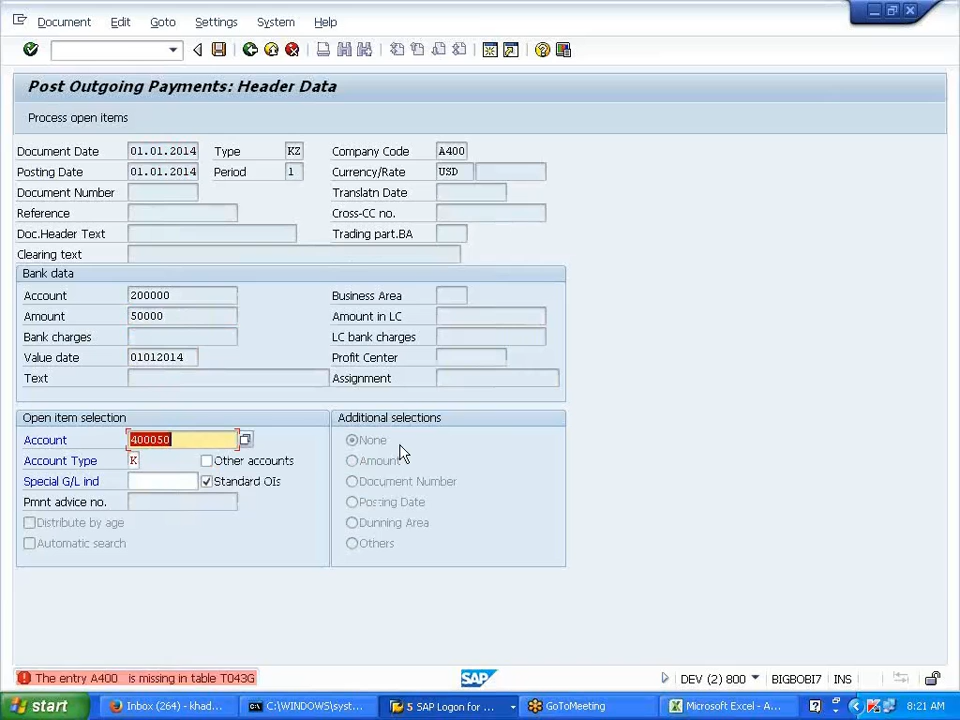 Document Edit Goto Settings System Help
Post Outgoing Payments: Header Data
Process open items
Document Date 01.01.2014 Type KZ Company Code A400
Posting Date 01.01.2014 Period 1 Currency/Rate USD
Document Number Translatn Date
Reference Cross-CC no.
Doc.Header Text Trading part.BA
Clearing text
Bank data
Account 200000 Business Area
Amount 50000 Amount in LC
Bank charges LC bank charges
Value date 01012014 Profit Center
Text Assignment
Open item selection Additional selections
Account 400050 None
Account Type K Other accounts Amount
Special G/L ind Standard OIs Document Number
Pmnt advice no. Posting Date
Distribute by age Dunning Area
Automatic search Others
The entry A400 is missing in table T043G SAP DEV (2) 800 BIGBOBI7 INS
start Inbox (264) - khad... C:\WINDOWS\syst... 5 SAP Logon for ... GoToMeeting Microsoft Excel - A... 8:21 AM